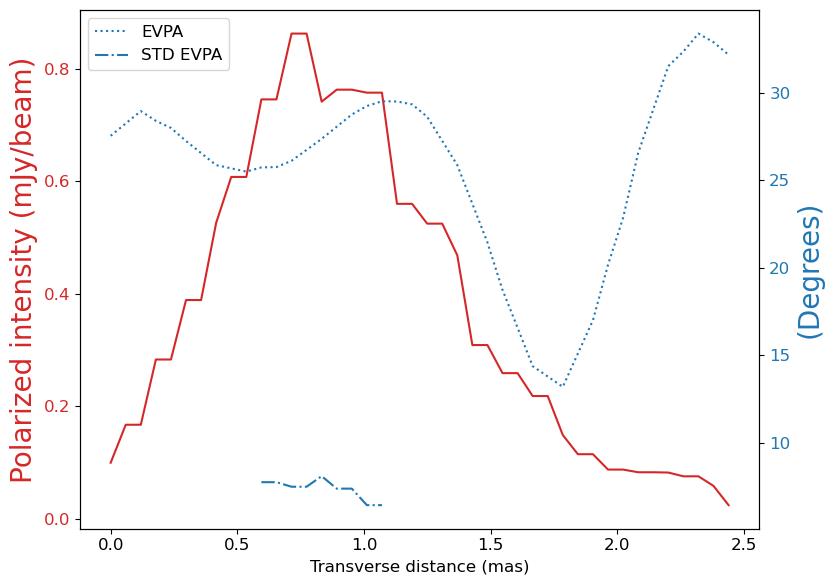 EVPA
STD EVPA
Polarized intensity (mJy/beam)
0.8
0.6
0.4
0.2
0.0
30
25
20
15
10
(Degrees)
0.0 0.5 1.0 1.5 2.0 2.5
Transverse distance (mas)